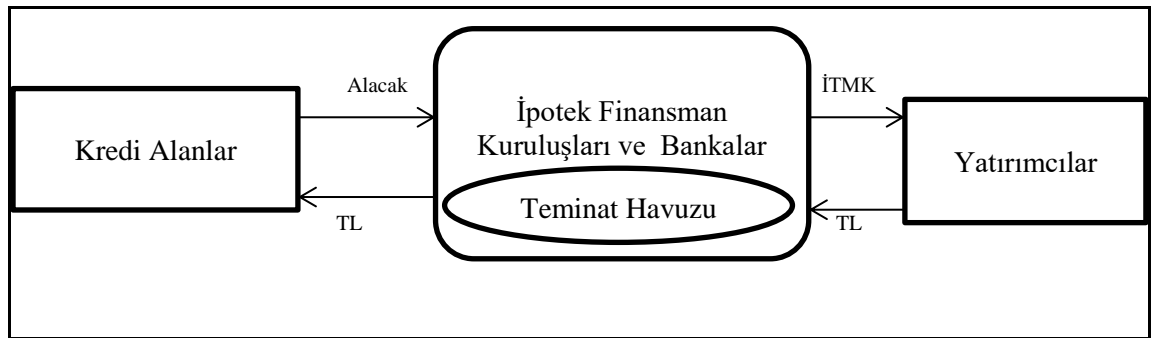 Kredi Alanlar
Alacak
TL
İpotek Finansman
Kuruluşları ve Bankalar
Teminat Havuzu
İTMK
TL
Yatırımcılar